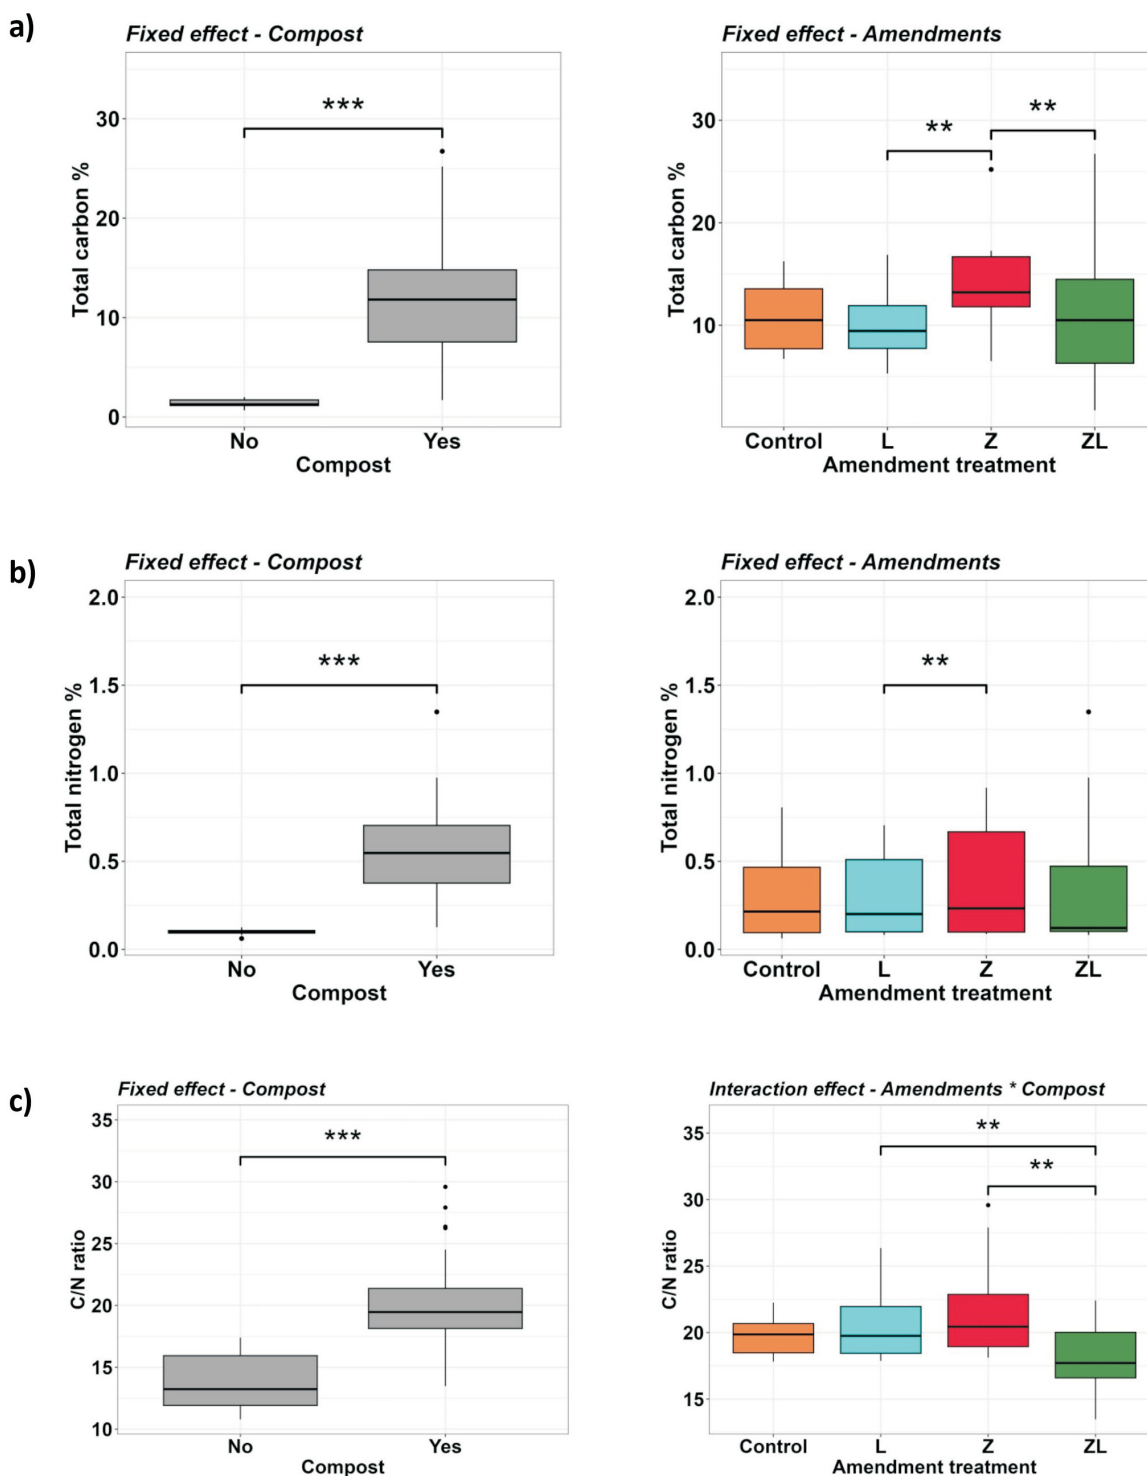 a)
Fixed effect - Compost
Total carbon %
30
20
10
0
***
No Yes
Compost
Fixed effect - Amendments
Total carbon %
30
20
10
**
**
Control L Z ZL
Amendment treatment
b)
Fixed effect - Compost
Total nitrogen %
2.0
1.5
1.0
0.5
0.0
***
No Yes
Compost
Fixed effect - Amendments
Total nitrogen %
2.0
1.5
1.0
0.5
0.0
**
Control L Z ZL
Amendment treatment
c)
Fixed effect - Compost
C/N ratio
35
30
25
20
15
10
***
No Yes
Compost
Interaction effect - Amendments * Compost
C/N ratio
35
30
25
20
15
**
**
Control L Z ZL
Amendment treatment